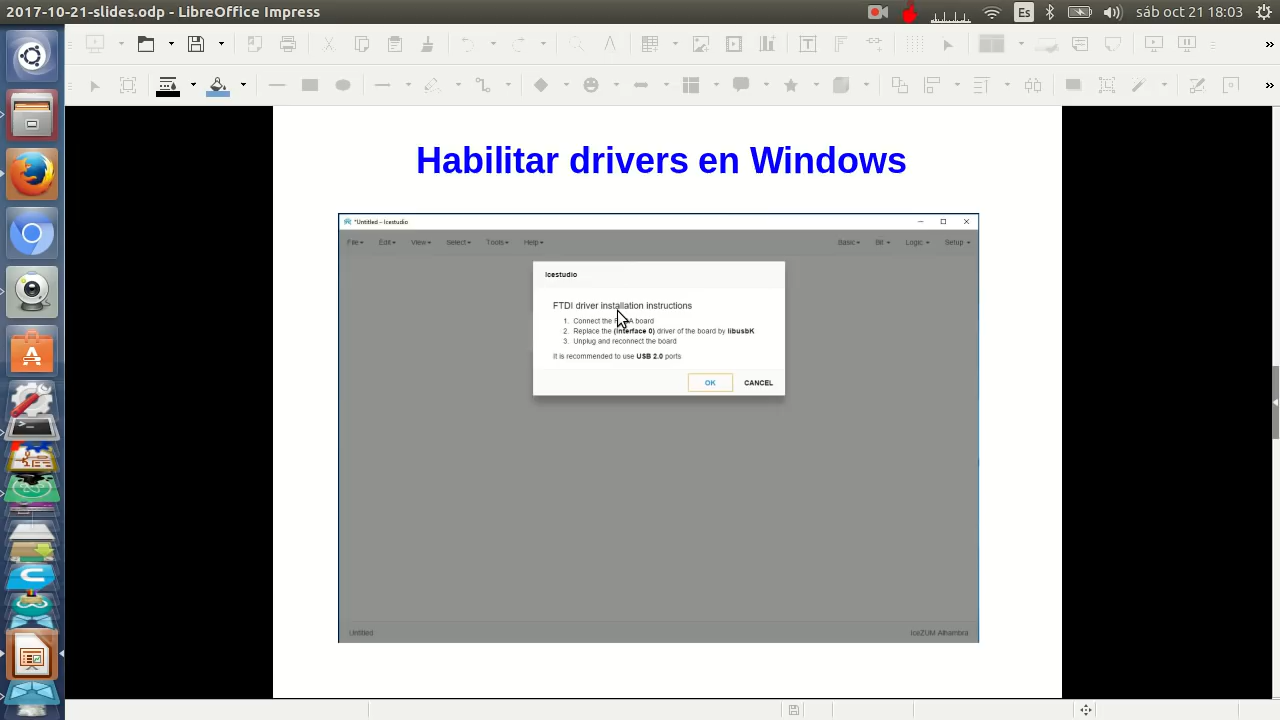 2017-10-21-slides.odp - LibreOffice Impress
Es
sáb oct 21 18:03
Habilitar drivers en Windows
*Untitled – Icestudio
File Edit View Select Tools Help Basic Bit Logic Setup
Icestudio
FTDI driver installation instructions
1. Connect the board
2. Replace the (Interface 0) driver of the board by libusbK
3. Unplug and reconnect the board
It is recommended to use USB 2.0 ports
OK CANCEL
Untitled IceZUM Alhambra